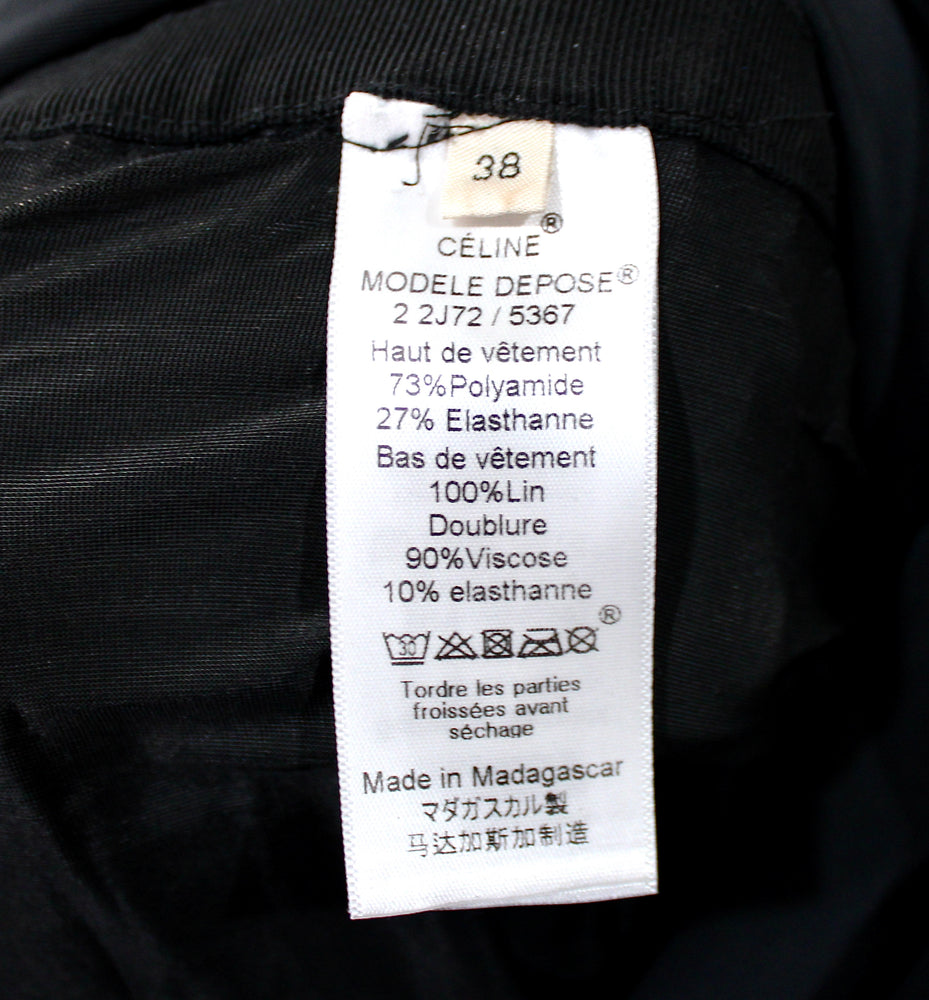 38
CÉLINE®
MODELE DEPOSE®
2 2J72 / 5367
Haut de vêtement
73%Polyamide
27% Elasthanne
Bas de vêtement
100%Lin
Doublure
90%Viscose
10% elasthanne
30 ®
Tordre les parties
froissées avant
séchage
Made in Madagascar
マダガスカル製
马达加斯加制造